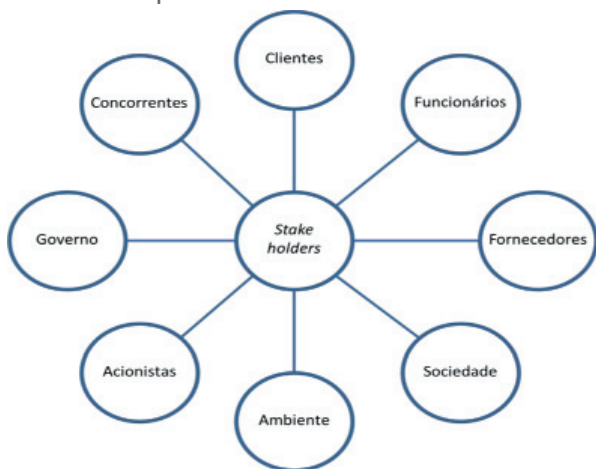 Clientes
Concorrentes
Funcionários
Stake
holders
Governo
Fornecedores
Acionistas
Sociedade
Ambiente